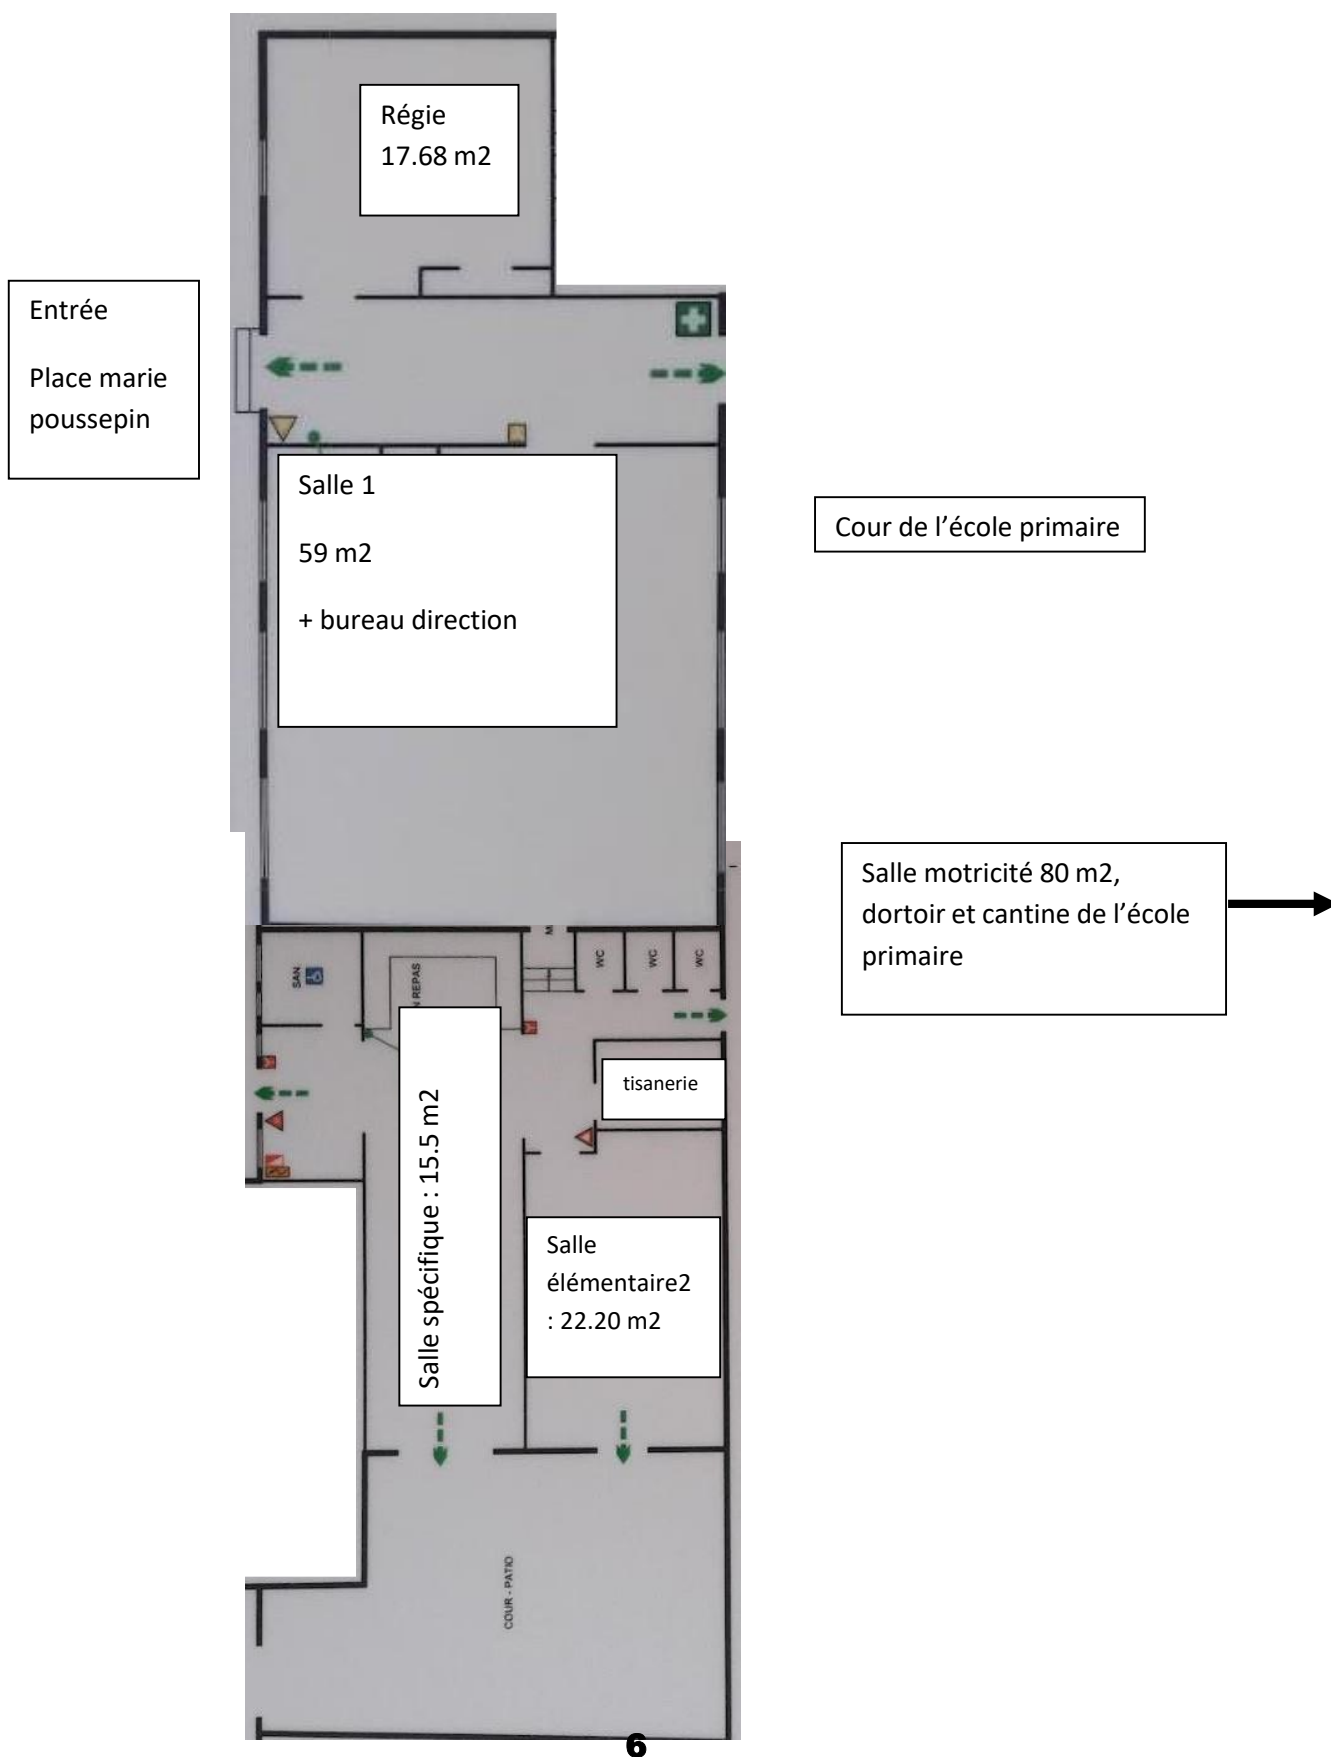 Régie
17.68 m2
Entrée
Place marie
poussepin
Salle 1
59 m2
+ bureau direction
Cour de l’école primaire
Salle motricité 80 m2,
dortoir et cantine de l’école
primaire
SAN.
REPAS
WC
WC
WC
tisanerie
Salle spécifique : 15.5 m2
Salle
élémentaire2
: 22.20 m2
COUR - PATIO
6